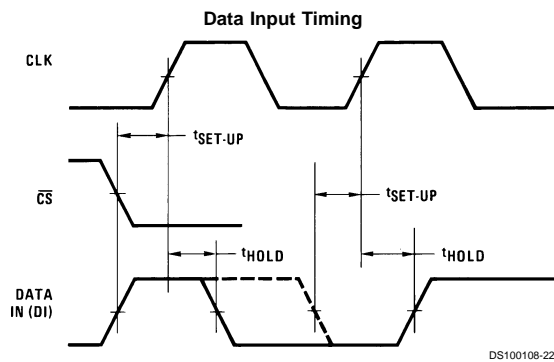 Data Input Timing
CLK
tSET-UP
CS
tSET-UP
tHOLD
tHOLD
DATA
IN (DI)
DS100108-22